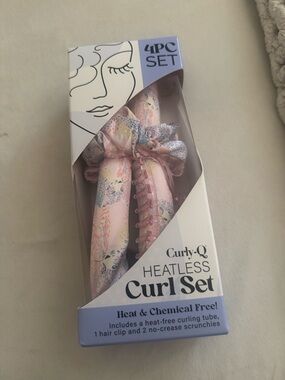 4PC
SET
Curly-Q
HEATLESS
Curl Set
Heat & Chemical Free!
Includes a heat-free curling tube,
1 hair clip and 2 no-crease scrunchies